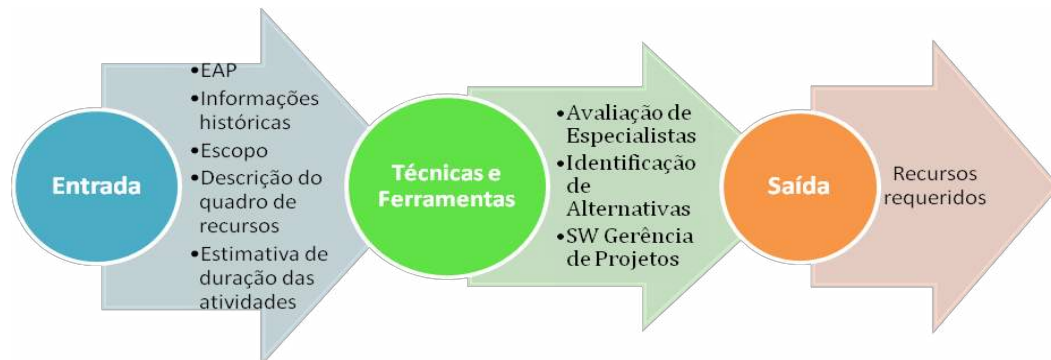 Entrada
•EAP
•Informações
históricas
•Escopo
•Descrição do
quadro de
recursos
•Estimativa de
duração das
atividades
Técnicas e
Ferramentas
•Avaliação de
Especialistas
•Identificação
de
Alternativas
•SW Gerência
de Projetos
Saída
Recursos
requeridos